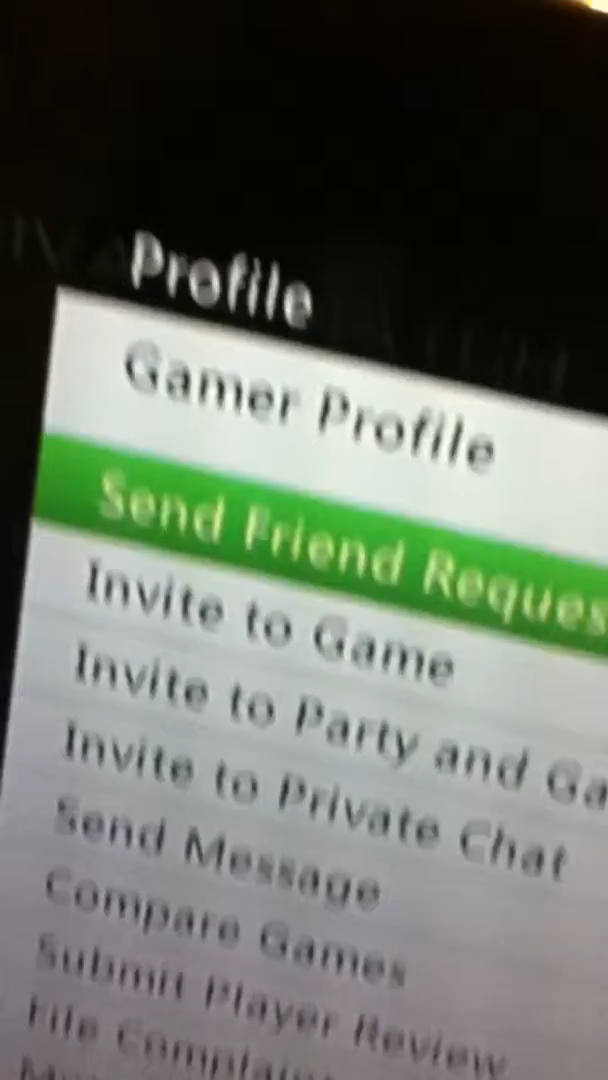 Profile
Gamer Profile
Send Friend Reques
Invite to Game
Invite to Party and Ga
Invite to Private Chat
Send Message
Compare Games
Submit Player Review
File Complain